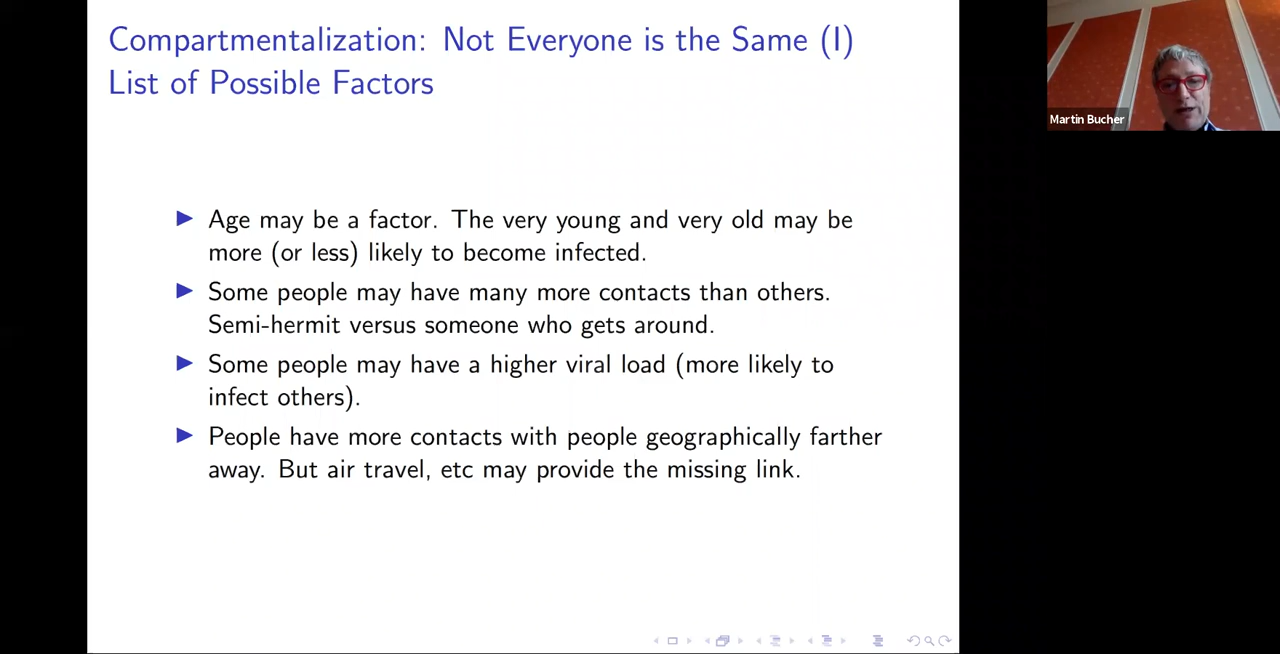 Compartmentalization: Not Everyone is the Same (I)
List of Possible Factors
Martin Bucher
Age may be a factor. The very young and very old may be
more (or less) likely to become infected.
Some people may have many more contacts than others.
Semi-hermit versus someone who gets around.
Some people may have a higher viral load (more likely to
infect others).
People have more contacts with people geographically farther
away. But air travel, etc may provide the missing link.